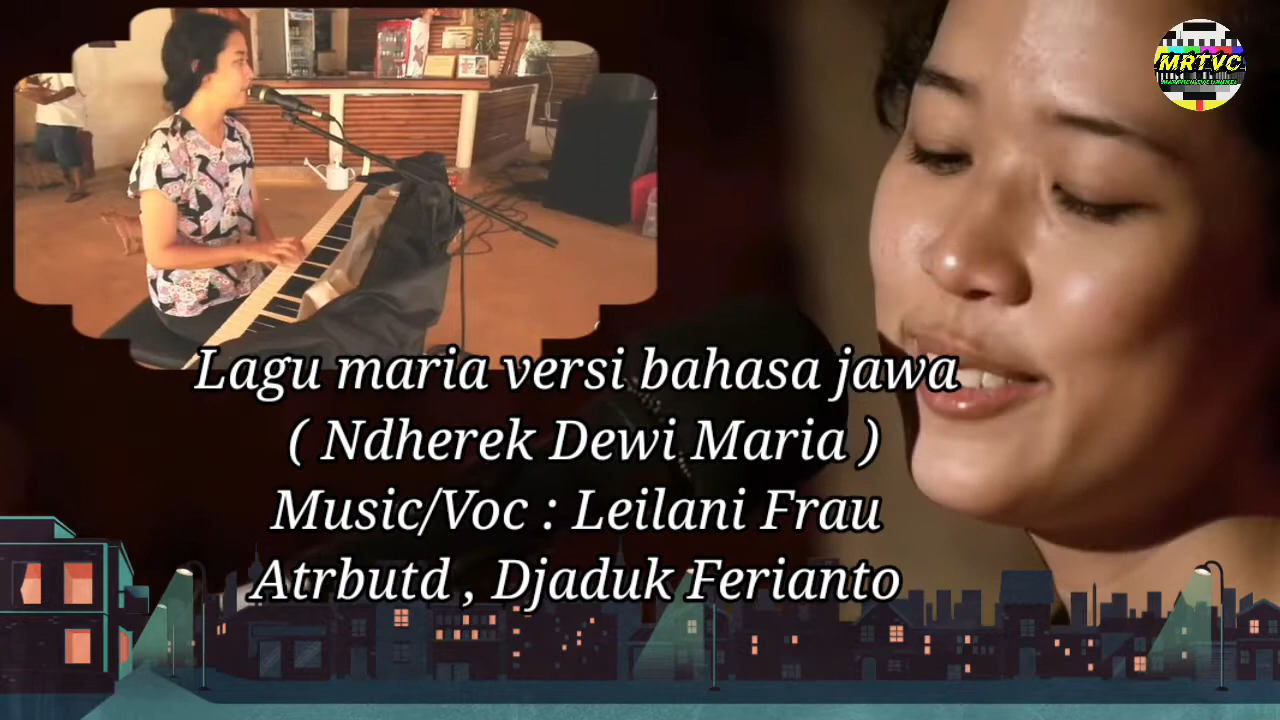 MRTVC
Lagu maria versi bahasa jawa
( Ndherek Dewi Maria )
Music/Voc : Leilani Frau
Atrbutd , Djaduk Ferianto